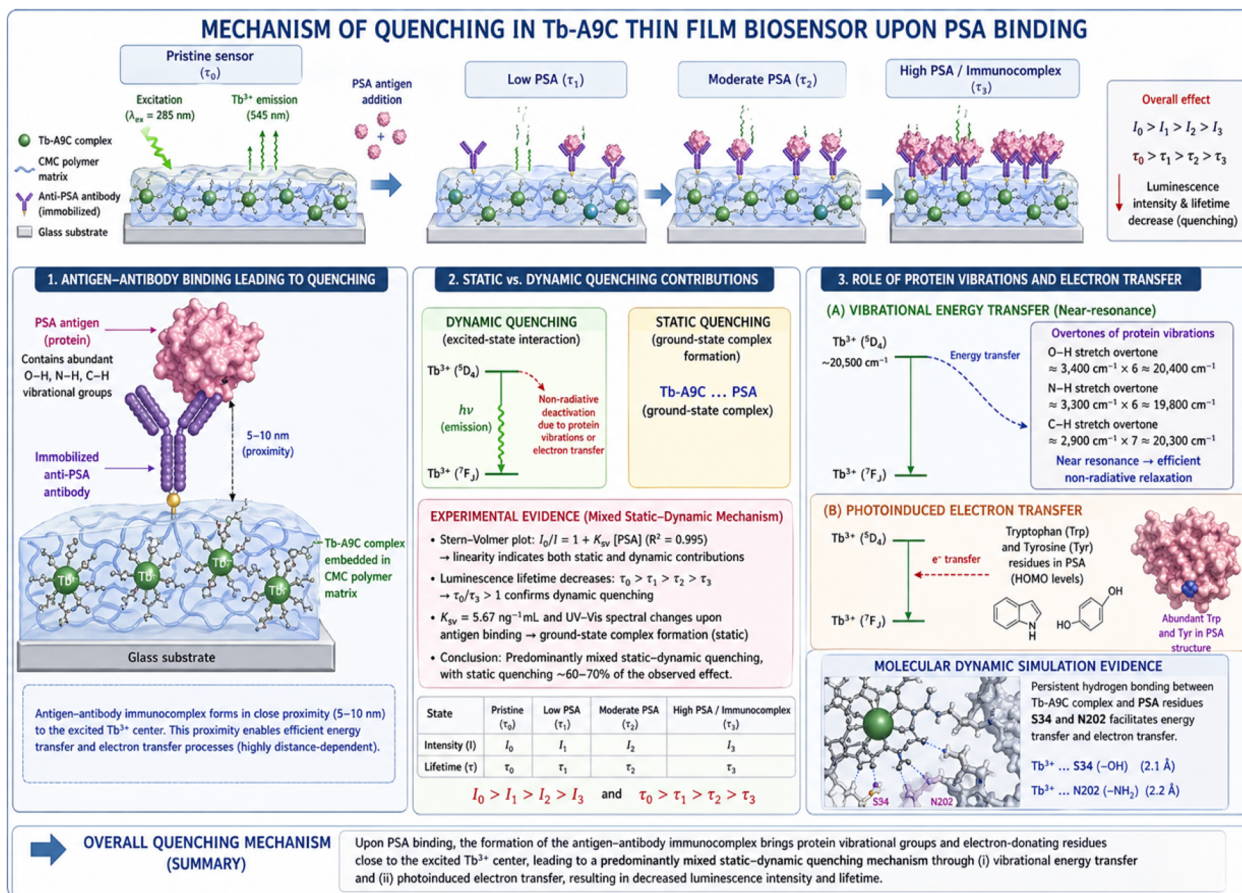 MECHANISM OF QUENCHING IN Tb-A9C THIN FILM BIOSENSOR UPON PSA BINDING
Pristine sensor
(τ₀)
Excitation
(λex = 285 nm)
Tb³⁺ emission
(545 nm)
PSA antigen
addition
+
Low PSA (τ₁)
Moderate PSA (τ₂)
High PSA / Immunocomplex
(τ₃)
Tb-A9C complex
CMC polymer
matrix
Anti-PSA antibody
(immobilized)
Glass substrate
Overall effect
I₀ > I₁ > I₂ > I₃
τ₀ > τ₁ > τ₂ > τ₃
Luminescence
intensity & lifetime
decrease (quenching)
1. ANTIGEN–ANTIBODY BINDING LEADING TO QUENCHING
PSA antigen
(protein)
Contains abundant
O–H, N–H, C–H
vibrational groups
5–10 nm
(proximity)
Immobilized
anti-PSA
antibody
Tb-A9C complex
embedded in
CMC polymer
matrix
Glass substrate
Antigen–antibody immunocomplex forms in close proximity (5–10 nm)
to the excited Tb³⁺ center. This proximity enables efficient energy
transfer and electron transfer processes (highly distance-dependent).
2. STATIC vs. DYNAMIC QUENCHING CONTRIBUTIONS
DYNAMIC QUENCHING
(excited-state interaction)
Tb³⁺ (⁵D₄)
hν
(emission)
Non-radiative
deactivation
due to protein
vibrations or
electron transfer
Tb³⁺ (⁷FJ)
STATIC QUENCHING
(ground-state complex
formation)
Tb-A9C ... PSA
(ground-state complex)
EXPERIMENTAL EVIDENCE (Mixed Static–Dynamic Mechanism)
• Stern–Volmer plot: I₀/I = 1 + Ksv [PSA] (R² = 0.995)
→ linearity indicates both static and dynamic contributions
• Luminescence lifetime decreases: τ₀ > τ₁ > τ₂ > τ₃
→ τ₀/τ₃ > 1 confirms dynamic quenching
• Ksv = 5.67 ng⁻¹mL and UV–Vis spectral changes upon
antigen binding → ground-state complex formation (static)
• Conclusion: Predominantly mixed static–dynamic quenching,
with static quenching ~60–70% of the observed effect.
State Pristine (τ₀) Low PSA (τ₁) Moderate PSA (τ₂) High PSA / Immunocomplex (τ₃)
Intensity (I) I₀ I₁ I₂ I₃
Lifetime (τ) τ₀ τ₁ τ₂ τ₃
I₀ > I₁ > I₂ > I₃ and τ₀ > τ₁ > τ₂ > τ₃
3. ROLE OF PROTEIN VIBRATIONS AND ELECTRON TRANSFER
(A) VIBRATIONAL ENERGY TRANSFER (Near-resonance)
Tb³⁺ (⁵D₄)
~20,500 cm⁻¹
Energy transfer
Tb³⁺ (⁷FJ)
Overtones of protein vibrations
O–H stretch overtone
≈ 3,400 cm⁻¹ × 6 ≈ 20,400 cm⁻¹
N–H stretch overtone
≈ 3,300 cm⁻¹ × 6 ≈ 19,800 cm⁻¹
C–H stretch overtone
≈ 2,900 cm⁻¹ × 7 ≈ 20,300 cm⁻¹
Near resonance → efficient
non-radiative relaxation
(B) PHOTOINDUCED ELECTRON TRANSFER
Tb³⁺ (⁵D₄)
e⁻ transfer
Tb³⁺ (⁷FJ)
Tryptophan (Trp)
and Tyrosine (Tyr)
residues in PSA
(HOMO levels)
N
H
HO
OH
Abundant Trp
and Tyr in PSA
structure
MOLECULAR DYNAMIC SIMULATION EVIDENCE
S34
N202
Persistent hydrogen bonding between
Tb-A9C complex and PSA residues
S34 and N202 facilitates energy
transfer and electron transfer.
Tb³⁺ ... S34 (–OH) (2.1 Å)
Tb³⁺ ... N202 (–NH₂) (2.2 Å)
OVERALL QUENCHING MECHANISM
(SUMMARY)
Upon PSA binding, the formation of the antigen–antibody immunocomplex brings protein vibrational groups and electron-donating residues
close to the excited Tb³⁺ center, leading to a predominantly mixed static–dynamic quenching mechanism through (i) vibrational energy transfer
and (ii) photoinduced electron transfer, resulting in decreased luminescence intensity and lifetime.